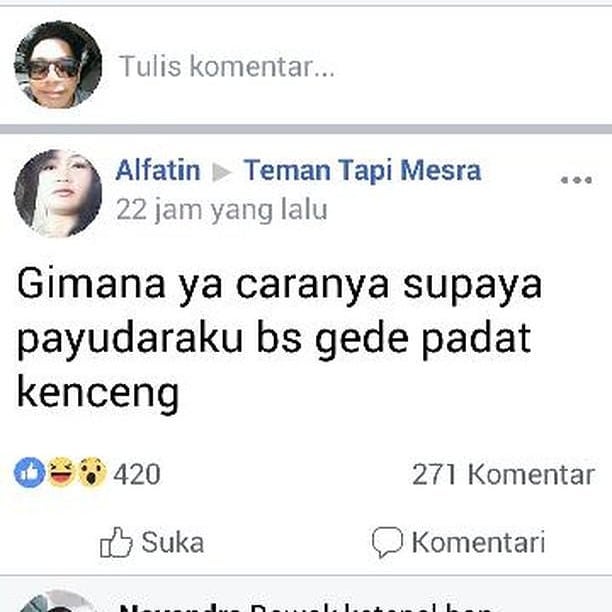 Tulis komentar...
Alfatin ▶ Teman Tapi Mesra
22 jam yang lalu
Gimana ya caranya supaya
payudaraku bs gede padat
kenceng
420
271 Komentar
Suka
Komentari